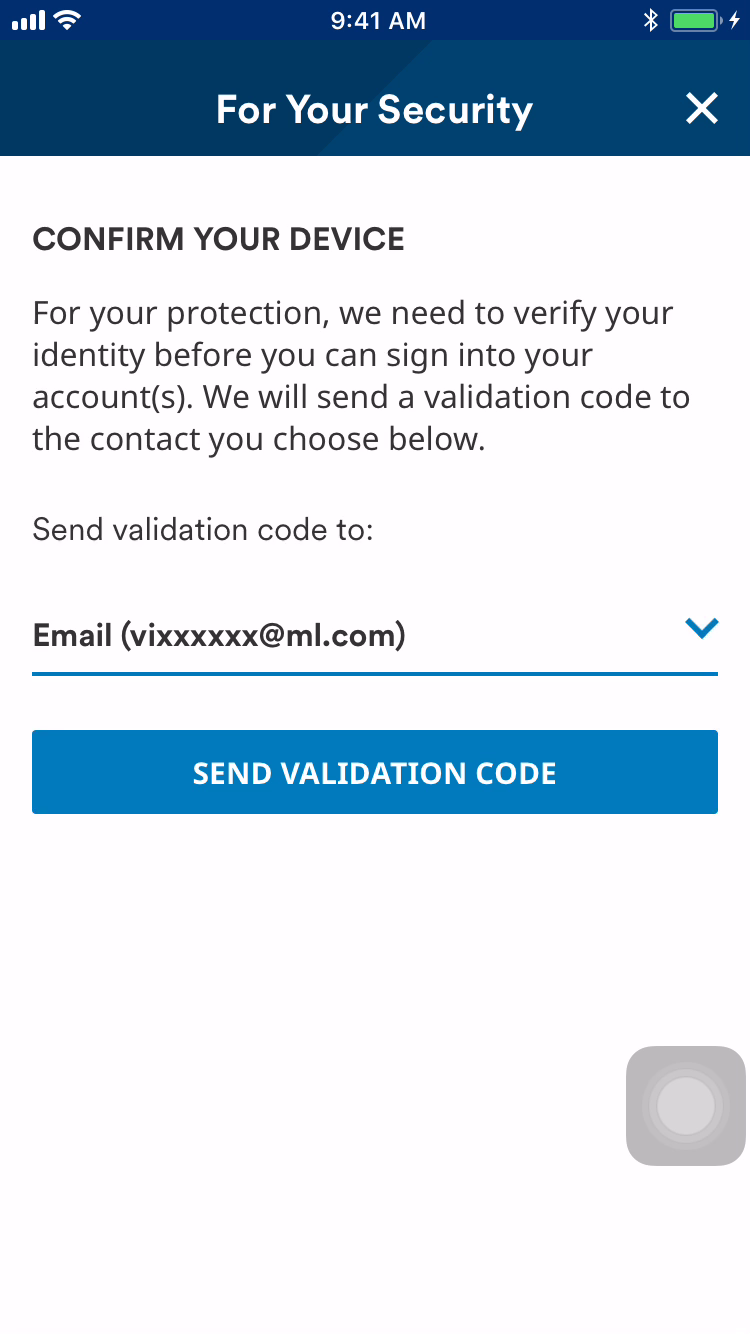 9:41 AM
For Your Security
CONFIRM YOUR DEVICE
For your protection, we need to verify your
identity before you can sign into your
account(s). We will send a validation code to
the contact you choose below.
Send validation code to:
Email (vixxxxxx@ml.com)
SEND VALIDATION CODE